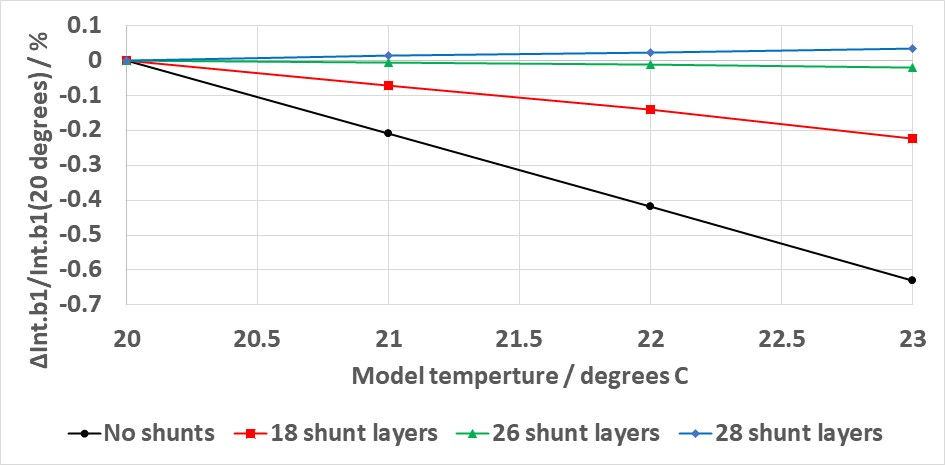 ΔInt.b1/Int.b1(20 degrees) / %
0.1
0
-0.1
-0.2
-0.3
-0.4
-0.5
-0.6
-0.7
20 20.5 21 21.5 22 22.5 23
Model temperture / degrees C
No shunts 18 shunt layers 26 shunt layers 28 shunt layers